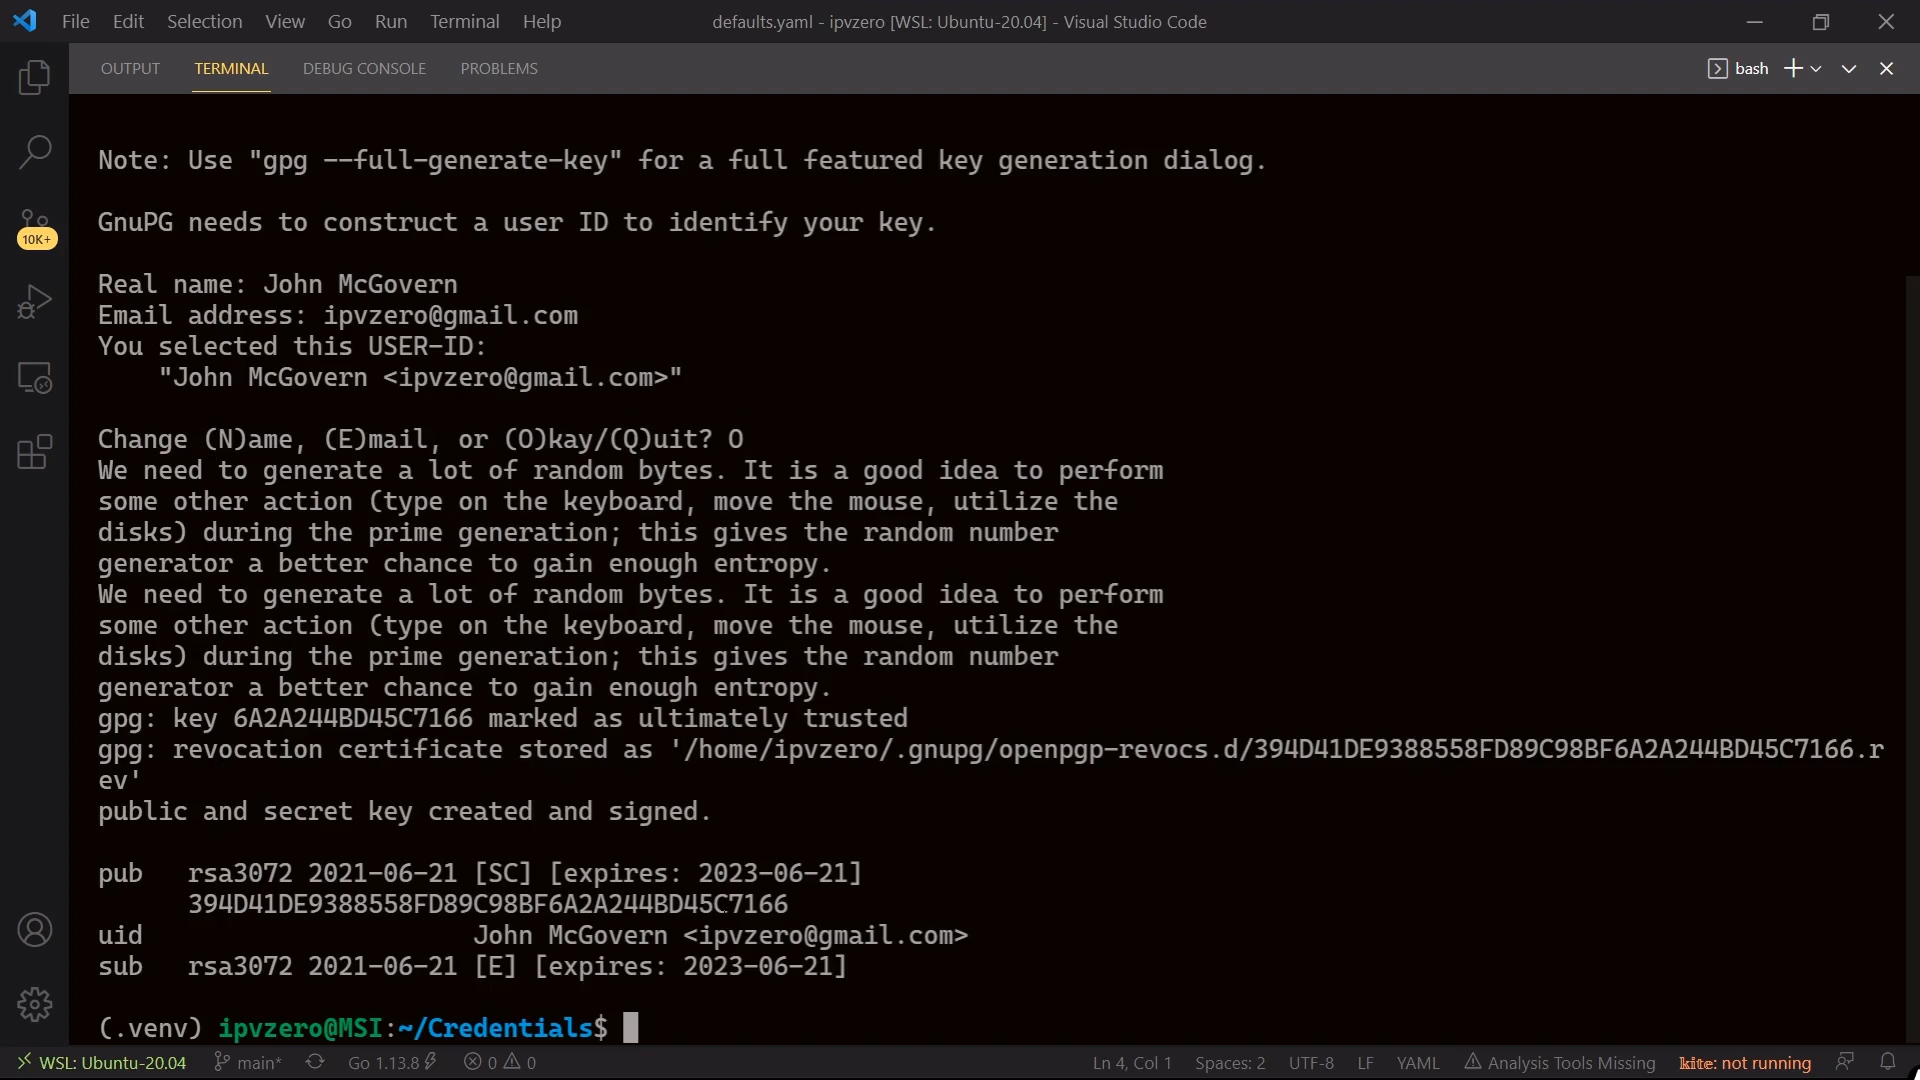 File Edit Selection View Go Run Terminal Help defaults.yaml - ipvzero [WSL: Ubuntu-20.04] - Visual Studio Code
OUTPUT TERMINAL DEBUG CONSOLE PROBLEMS bash
10K+
Note: Use "gpg --full-generate-key" for a full featured key generation dialog.
GnuPG needs to construct a user ID to identify your key.
Real name: John McGovern
Email address: ipvzero@gmail.com
You selected this USER-ID:
"John McGovern <ipvzero@gmail.com>"
Change (N)ame, (E)mail, or (O)kay/(Q)uit? O
We need to generate a lot of random bytes. It is a good idea to perform
some other action (type on the keyboard, move the mouse, utilize the
disks) during the prime generation; this gives the random number
generator a better chance to gain enough entropy.
We need to generate a lot of random bytes. It is a good idea to perform
some other action (type on the keyboard, move the mouse, utilize the
disks) during the prime generation; this gives the random number
generator a better chance to gain enough entropy.
gpg: key 6A2A244BD45C7166 marked as ultimately trusted
gpg: revocation certificate stored as '/home/ipvzero/.gnupg/openpgp-revocs.d/394D41DE9388558FD89C98BF6A2A244BD45C7166.r
ev'
public and secret key created and signed.
pub rsa3072 2021-06-21 [SC] [expires: 2023-06-21]
394D41DE9388558FD89C98BF6A2A244BD45C7166
uid John McGovern <ipvzero@gmail.com>
sub rsa3072 2021-06-21 [E] [expires: 2023-06-21]
(.venv) ipvzero@MSI:~/Credentials$
WSL: Ubuntu-20.04 main* Go 1.13.8 0 0 Ln 4, Col 1 Spaces: 2 UTF-8 LF YAML Analysis Tools Missing kite: not running